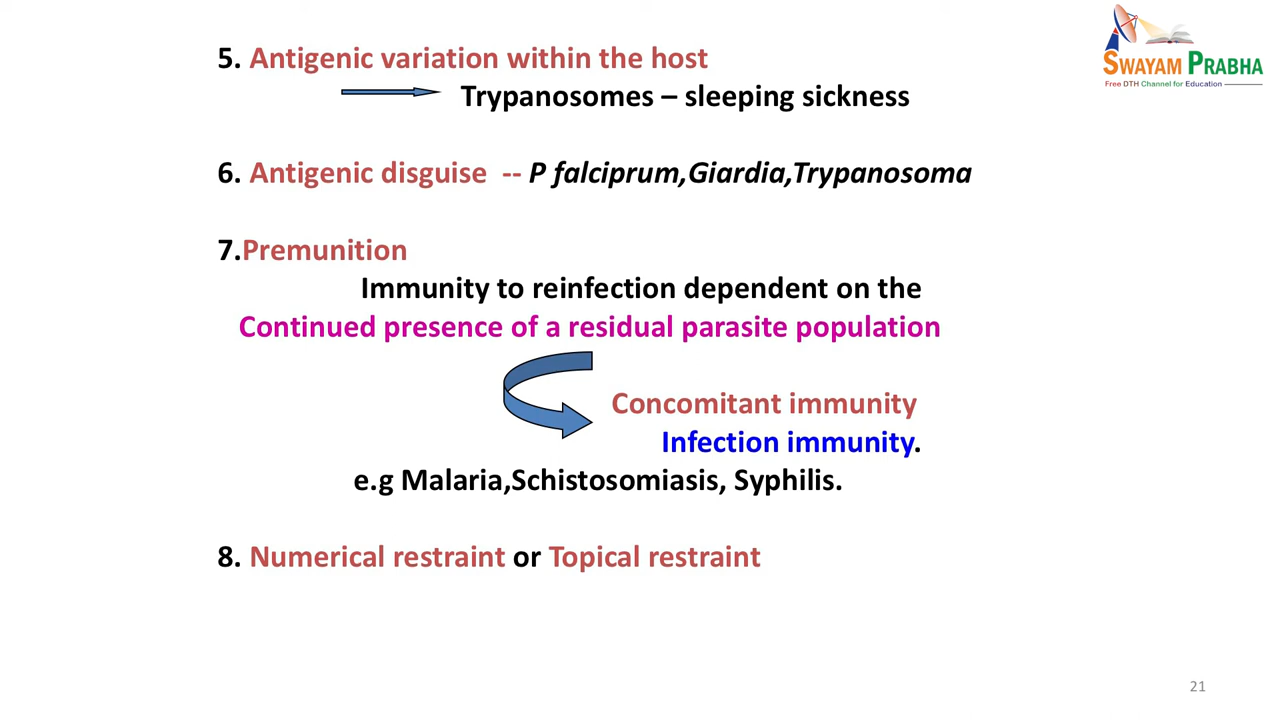 SWAYAM PRABHA
Free DTH Channel for Education
5. Antigenic variation within the host
Trypanosomes – sleeping sickness
6. Antigenic disguise -- P falciprum,Giardia,Trypanosoma
7.Premunition
Immunity to reinfection dependent on the
Continued presence of a residual parasite population
Concomitant immunity
Infection immunity.
e.g Malaria,Schistosomiasis, Syphilis.
8. Numerical restraint or Topical restraint
21